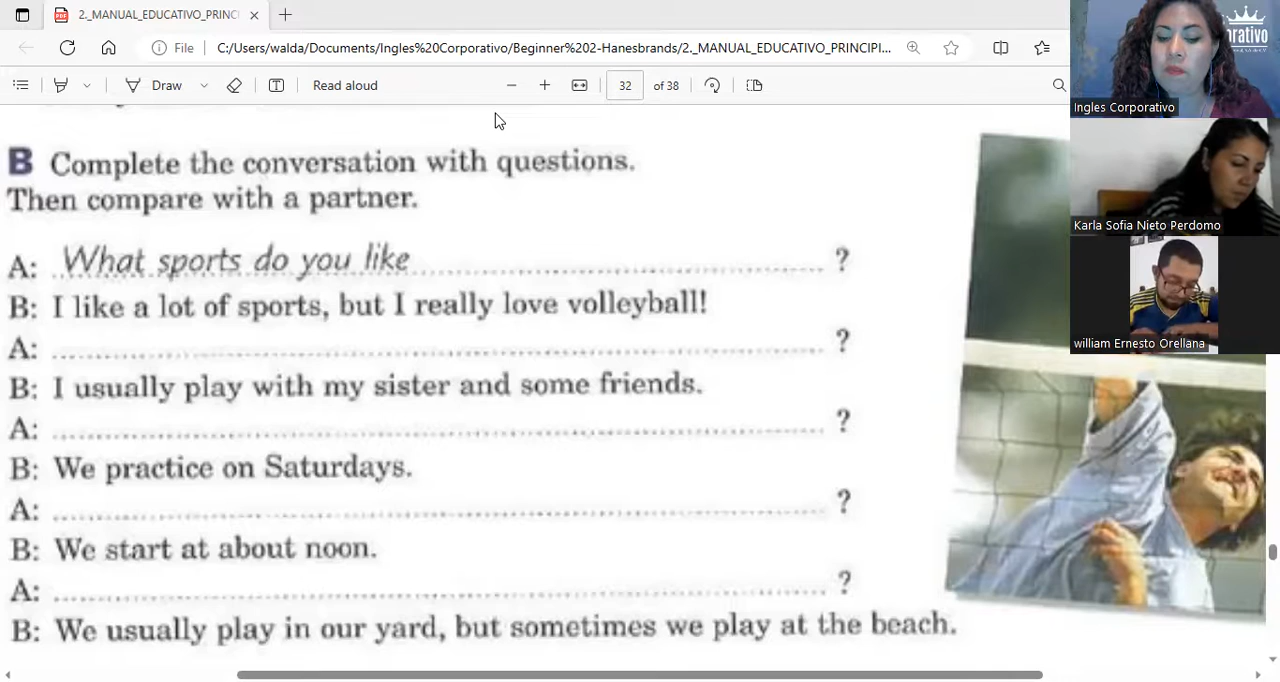 2._MANUAL_EDUCATIVO_PRINCI
File C:/Users/walda/Documents/Ingles%20Corporativo/Beginner%202-Hanesbrands/2._MANUAL_EDUCATIVO_PRINCIPI...
Draw Read aloud 32 of 38
B Complete the conversation with questions.
Then compare with a partner.
A: What sports do you like ?
B: I like a lot of sports, but I really love volleyball!
A: ?
B: I usually play with my sister and some friends.
A: ?
B: We practice on Saturdays.
A: ?
B: We start at about noon.
A: ?
B: We usually play in our yard, but sometimes we play at the beach.
Ingles Corporativo
Karla Sofia Nieto Perdomo
william Ernesto Orellana